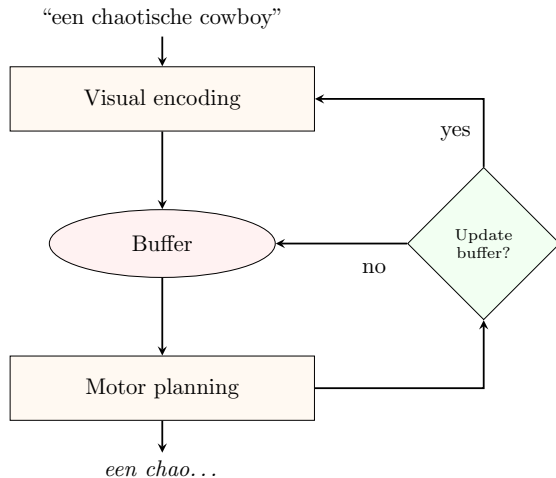 “een chaotische cowboy”
Visual encoding
yes
Update
buffer?
Buffer
no
Motor planning
een chao...